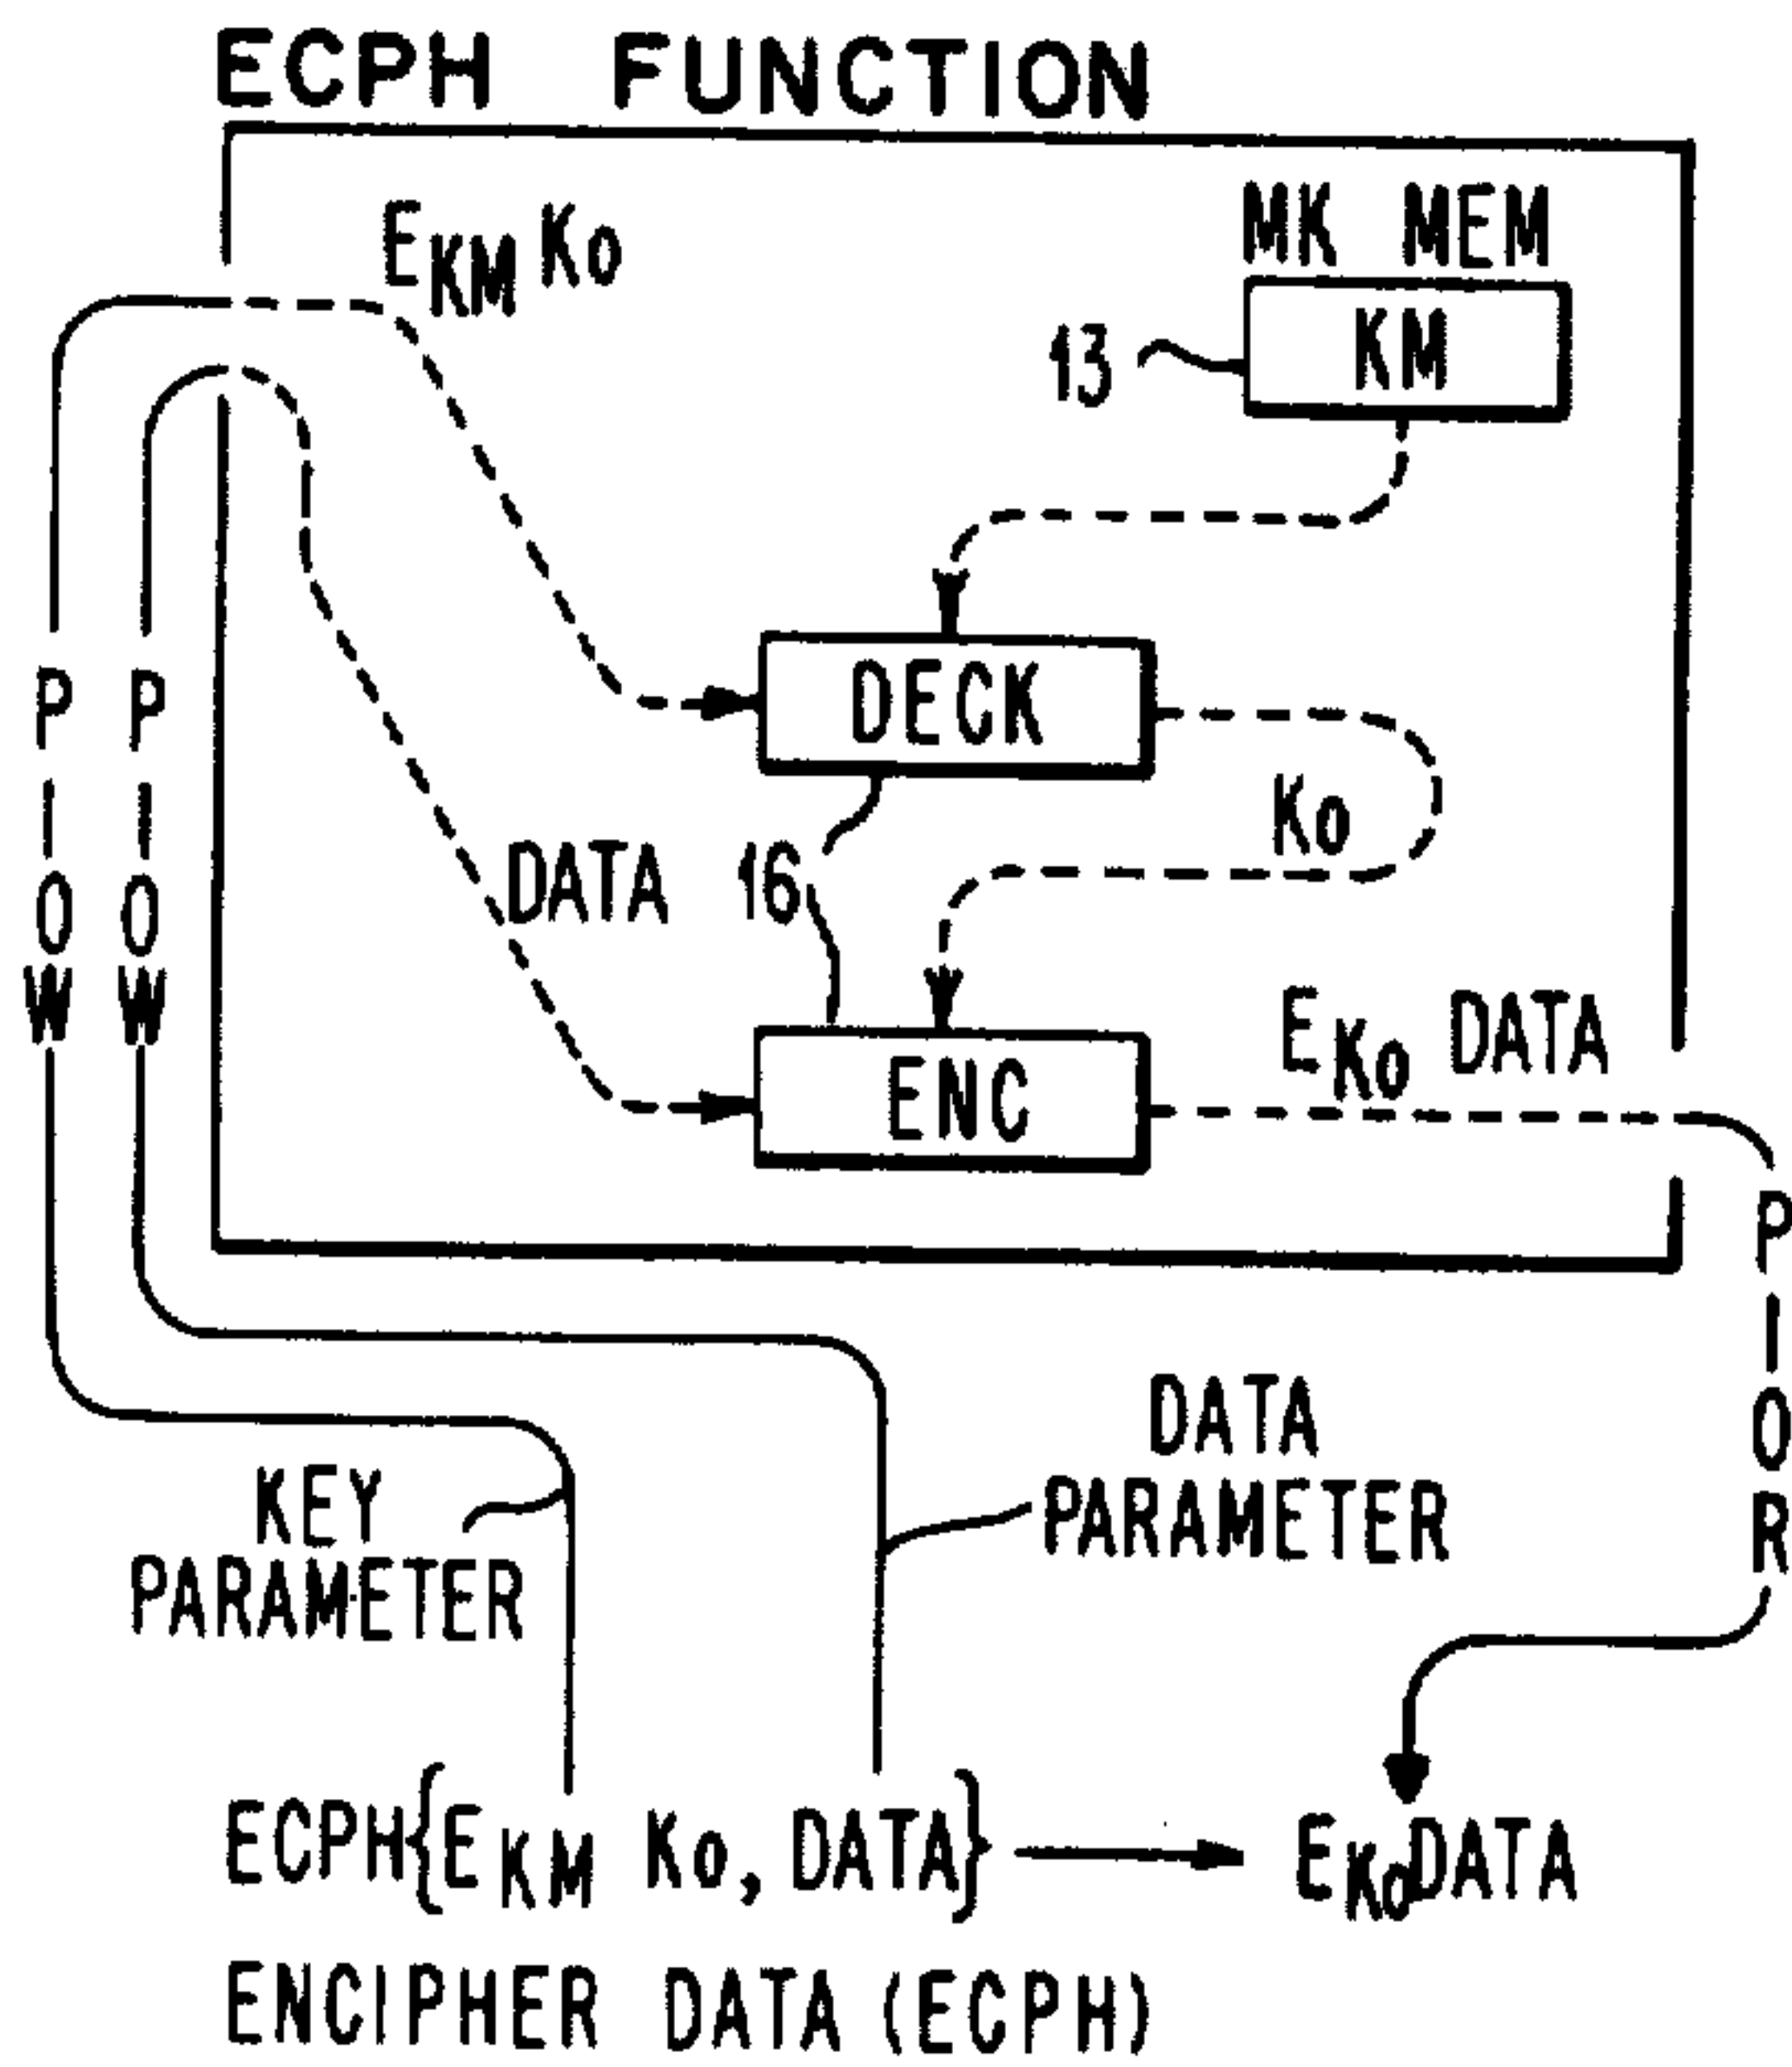 ECPH FUNCTION
EKM Ko
MK MEM
KM
13
DECK
Ko
DATA 16
ENC
EKo DATA
P I O W
P I O W
P I O R
KEY
PARAMETER
DATA
PARAMETER
ECPH{EKM Ko, DATA} → EKoDATA
ENCIPHER DATA (ECPH)